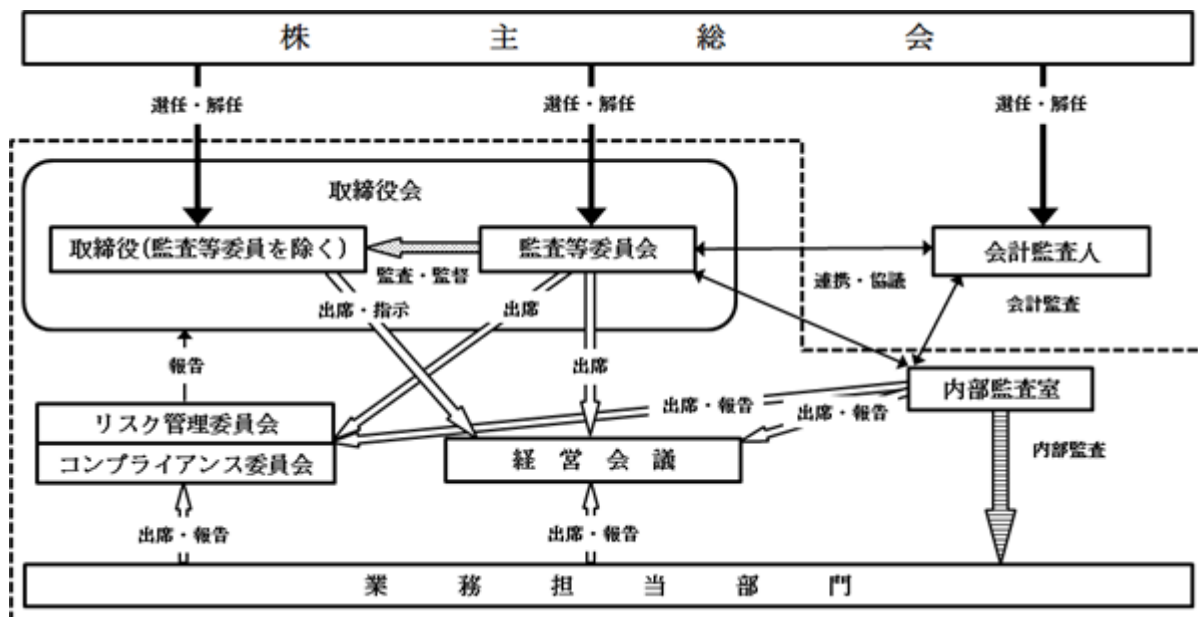 株主総会
選任・解任
選任・解任
選任・解任
取締役会
取締役(監査等委員を除く)
監査等委員会
会計監査人
監査・監督
連携・協議
出席・指示
出席
会計監査
報告
出席
内部監査室
出席・報告
出席・報告
リスク管理委員会
コンプライアンス委員会
経営会議
内部監査
出席・報告
出席・報告
業務担当部門